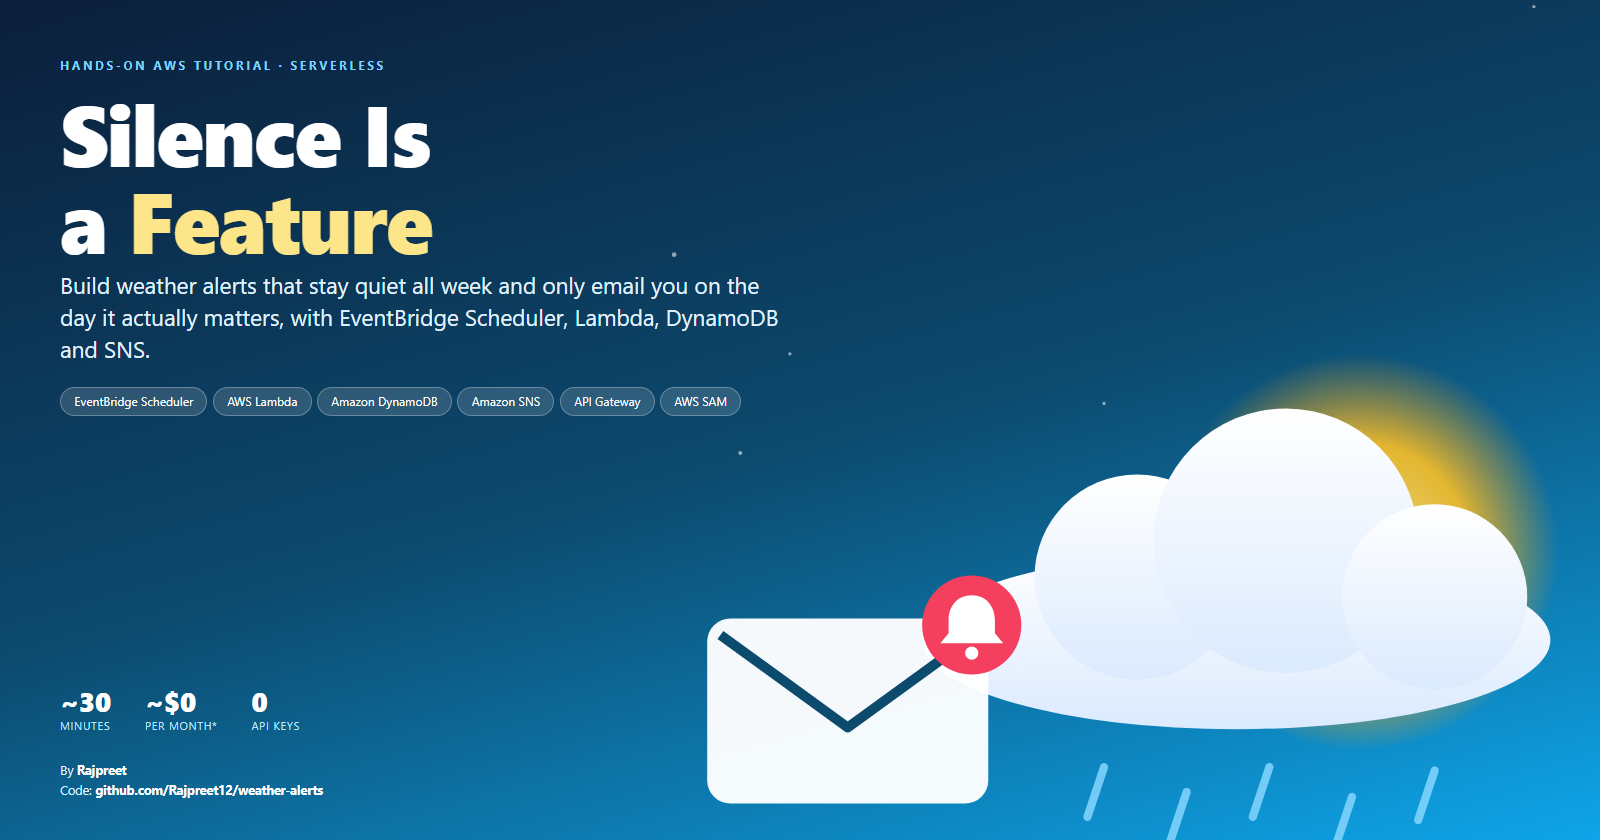 HANDS-ON AWS TUTORIAL · SERVERLESS
Silence Is
a Feature
Build weather alerts that stay quiet all week and only email you on the
day it actually matters, with EventBridge Scheduler, Lambda, DynamoDB
and SNS.
EventBridge Scheduler AWS Lambda Amazon DynamoDB Amazon SNS API Gateway AWS SAM
~30 ~$0 0
MINUTES PER MONTH* API KEYS
By Rajpreet
Code: github.com/Rajpreet12/weather-alerts